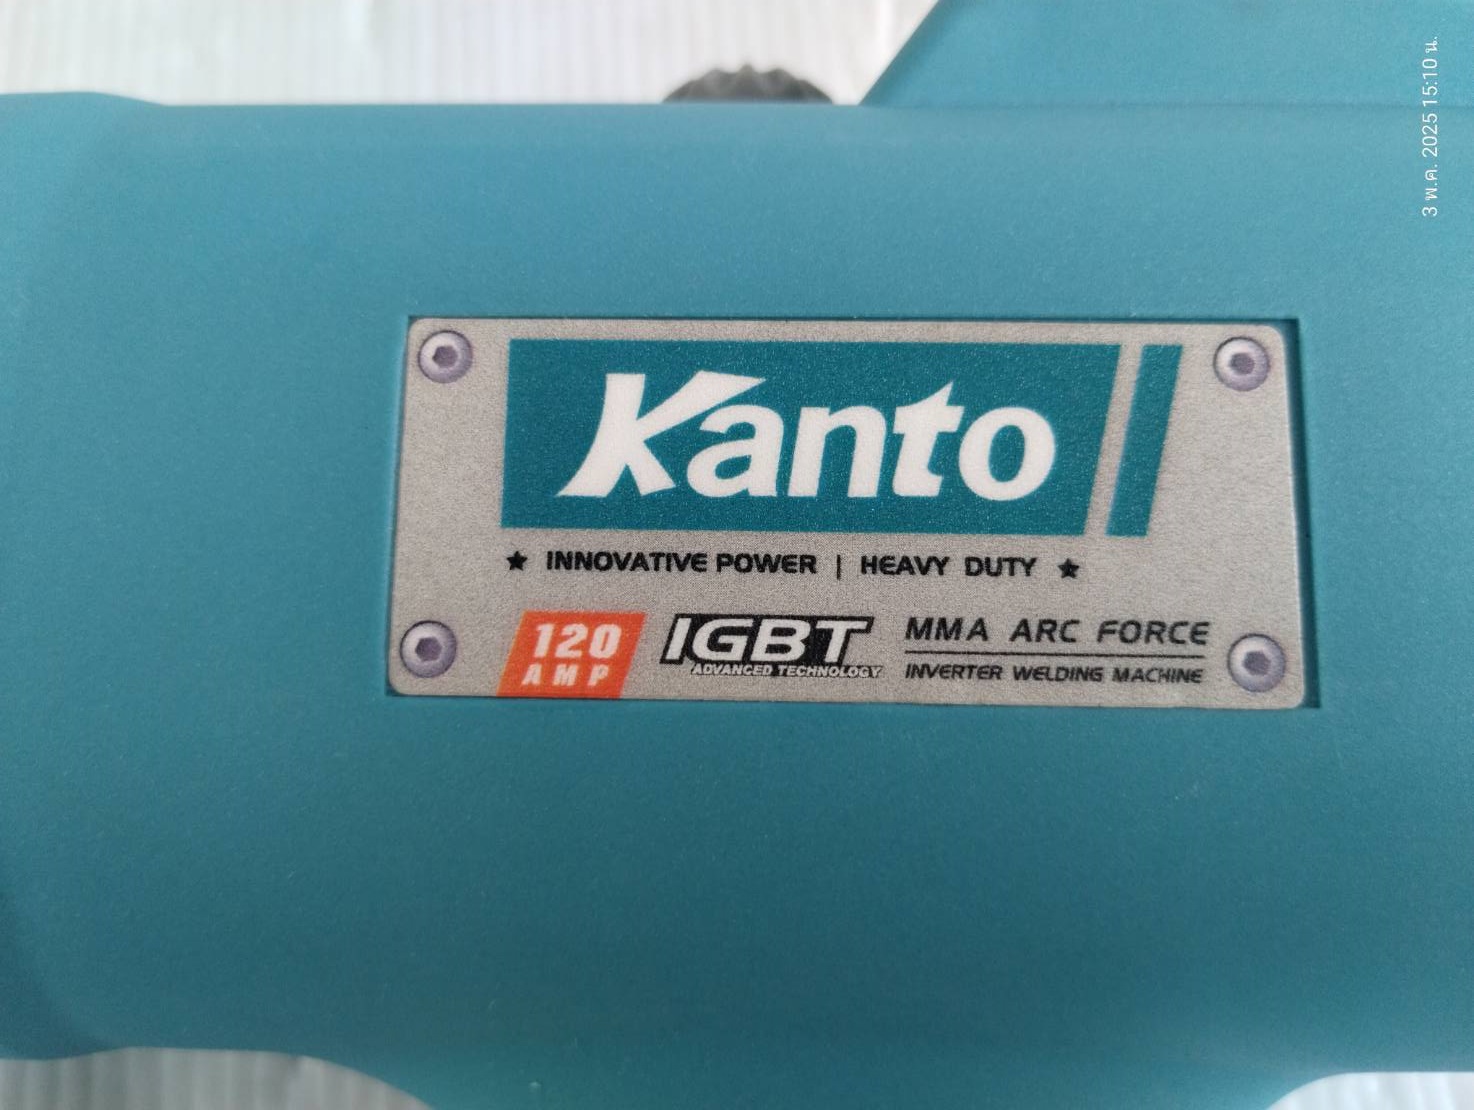 Kanto
★ INNOVATIVE POWER | HEAVY DUTY ★
120
AMP
IGBT
ADVANCED TECHNOLOGY
MMA ARC FORCE
INVERTER WELDING MACHINE
3 พ.ค. 2025 15:10 น.